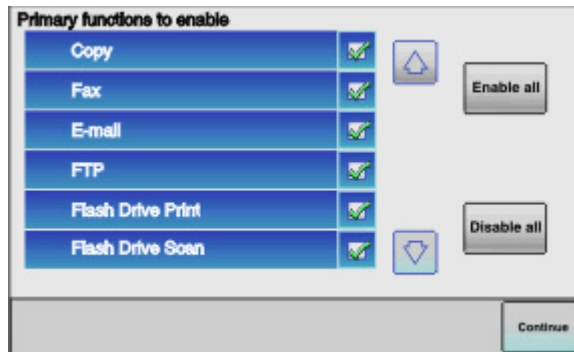 Primary functions to enable
Copy
Fax
E-mail
FTP
Flash Drive Print
Flash Drive Scan
Enable all
Disable all
Continue